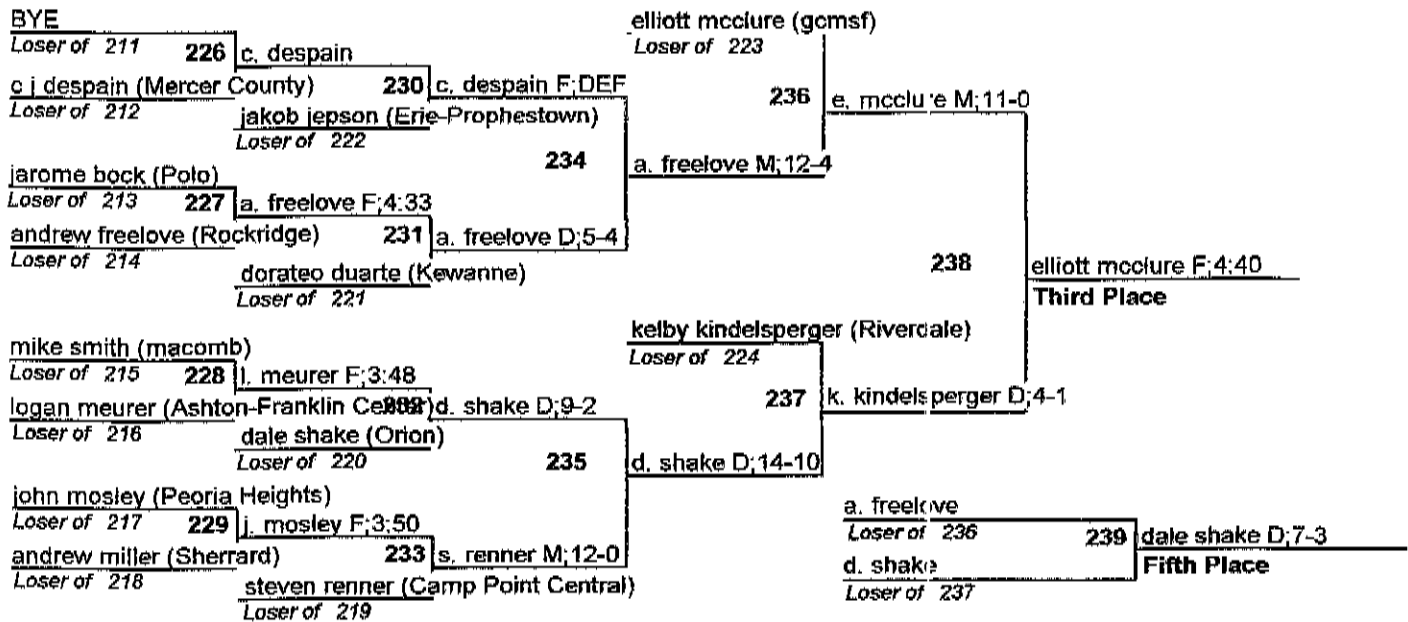 BYE
Loser of 211
226
c. despain
c j despain (Mercer County)
Loser of 212
230
c. despain F;DEF
jakob jepson (Erie-Prophestown)
Loser of 222
234
a. freelove M;12-4
jarome bock (Polo)
Loser of 213
227
a. freelove F;4:33
andrew freelove (Rockridge)
Loser of 214
231
a. freelove D;5-4
dorateo duarte (Kewanne)
Loser of 221
elliott mcclure (gcmsf)
Loser of 223
236
e. mcclure M;11-0
238
elliott mcclure F;4:40
Third Place
mike smith (macomb)
Loser of 215
228
l. meurer F;3:48
logan meurer (Ashton-Franklin Center)
Loser of 216
d. shake D;9-2
dale shake (Orion)
Loser of 220
235
d. shake D;14-10
john mosley (Peoria Heights)
Loser of 217
229
j. mosley F;3:50
andrew miller (Sherrard)
Loser of 218
233
s. renner M;12-0
steven renner (Camp Point Central)
Loser of 219
kelby kindelsperger (Riverdale)
Loser of 224
237
k. kindelsperger D;4-1
a. freelove
Loser of 236
239
dale shake D;7-3
d. shake
Fifth Place
Loser of 237